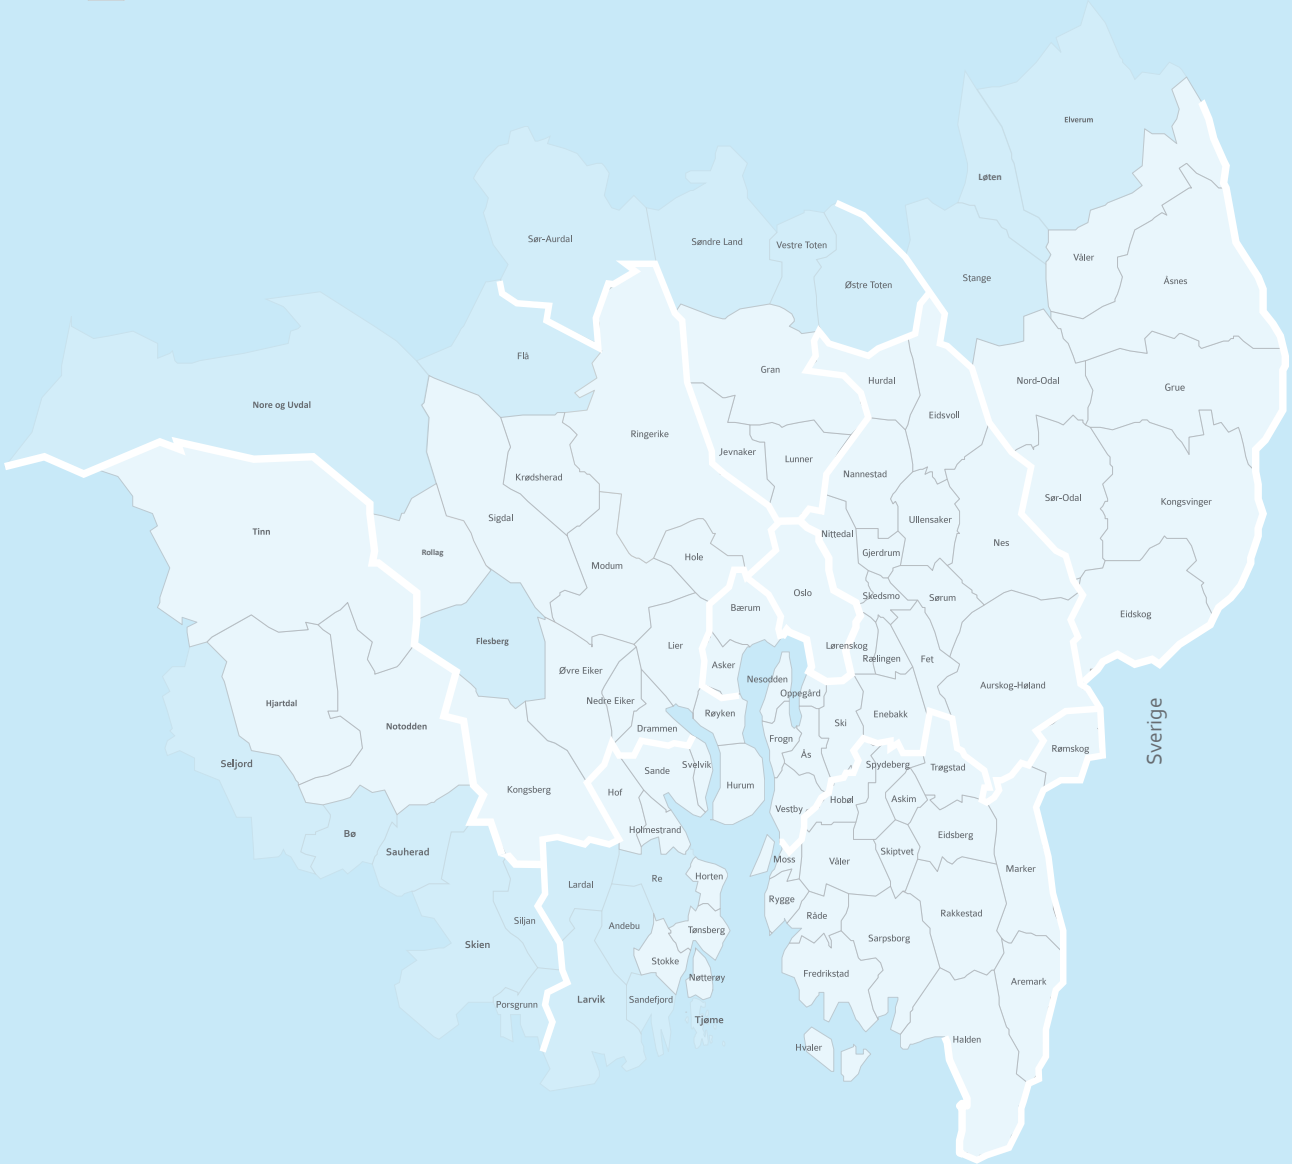 Elverum
Løten
Sør-Aurdal
Søndre Land
Vestre Toten
Våler
Østre Toten
Stange
Åsnes
Flå
Gran
Hurdal
Nord-Odal
Grue
Nore og Uvdal
Eidsvoll
Ringerike
Jevnaker
Lunner
Nannestad
Krødsherad
Sør-Odal
Kongsvinger
Sigdal
Ullensaker
Tinn
Nittedal
Nes
Rollag
Gjerdrum
Hole
Modum
Oslo
Skedsmo
Sørum
Bærum
Eidskog
Flesberg
Lier
Lørenskog
Rælingen
Fet
Asker
Øvre Eiker
Nesodden
Oppegård
Aurskog-Høland
Hjartdal
Nedre Eiker
Røyken
Enebakk
Notodden
Drammen
Ski
Sverige
Frogn
Ås
Rømskog
Seljord
Sande
Svelvik
Spydeberg
Trøgstad
Kongsberg
Hof
Hurum
Vestby
Hobøl
Askim
Bø
Holmestrand
Eidsberg
Sauherad
Moss
Våler
Skiptvet
Marker
Lardal
Re
Horten
Rygge
Råde
Rakkestad
Siljan
Andebu
Tønsberg
Sarpsborg
Skien
Stokke
Fredrikstad
Nøtterøy
Aremark
Porsgrunn
Larvik
Sandefjord
Tjøme
Hvaler
Halden